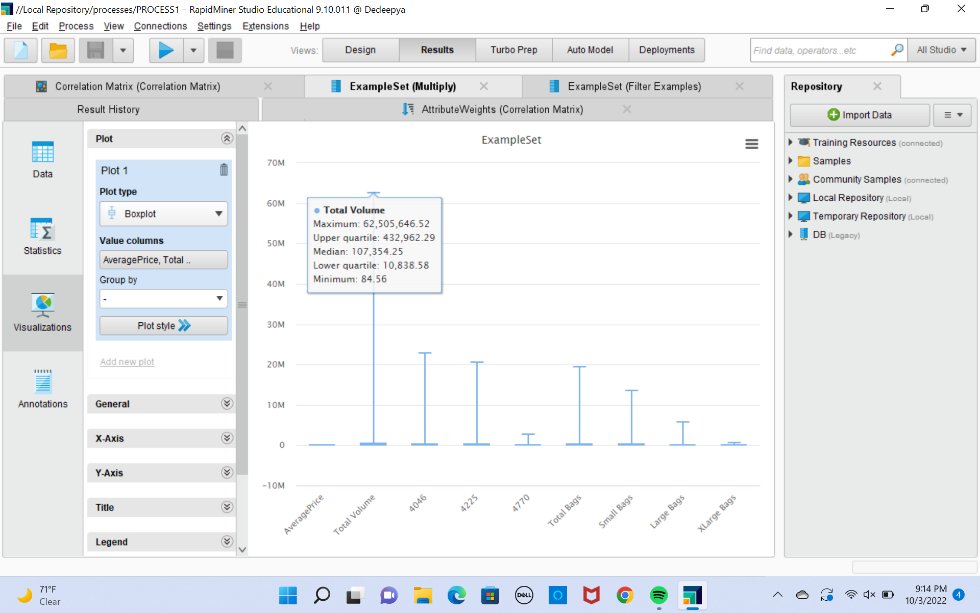 //Local Repository/processes/PROCESS1 – RapidMiner Studio Educational 9.10.011 @ Dedeepya
File Edit Process View Connections Settings Extensions Help
Views: Design Results Turbo Prep Auto Model Deployments
Find data, operators...etc All Studio
Correlation Matrix (Correlation Matrix) ExampleSet (Multiply) ExampleSet (Filter Examples)
Result History AttributeWeights (Correlation Matrix)
Data
Statistics
Visualizations
Annotations
Plot
Plot 1
Plot type
Boxplot
Value columns
AveragePrice, Total ..
Group by
-
Plot style
Add new plot
General
X-Axis
Y-Axis
Title
Legend
ExampleSet
70M
60M
50M
40M
30M
20M
10M
0
-10M
Total Volume
Maximum: 62,505,646.52
Upper quartile: 432,962.29
Median: 107,354.25
Lower quartile: 10,838.58
Minimum: 84.56
AveragePrice
Total Volume
4046
4225
4770
Total Bags
Small Bags
Large Bags
XLarge Bags
Repository
Import Data
Training Resources (connected)
Samples
Community Samples (connected)
Local Repository (Local)
Temporary Repository (Local)
DB (Legacy)
71°F
Clear
DELL
9:14 PM
10/3/2022
4